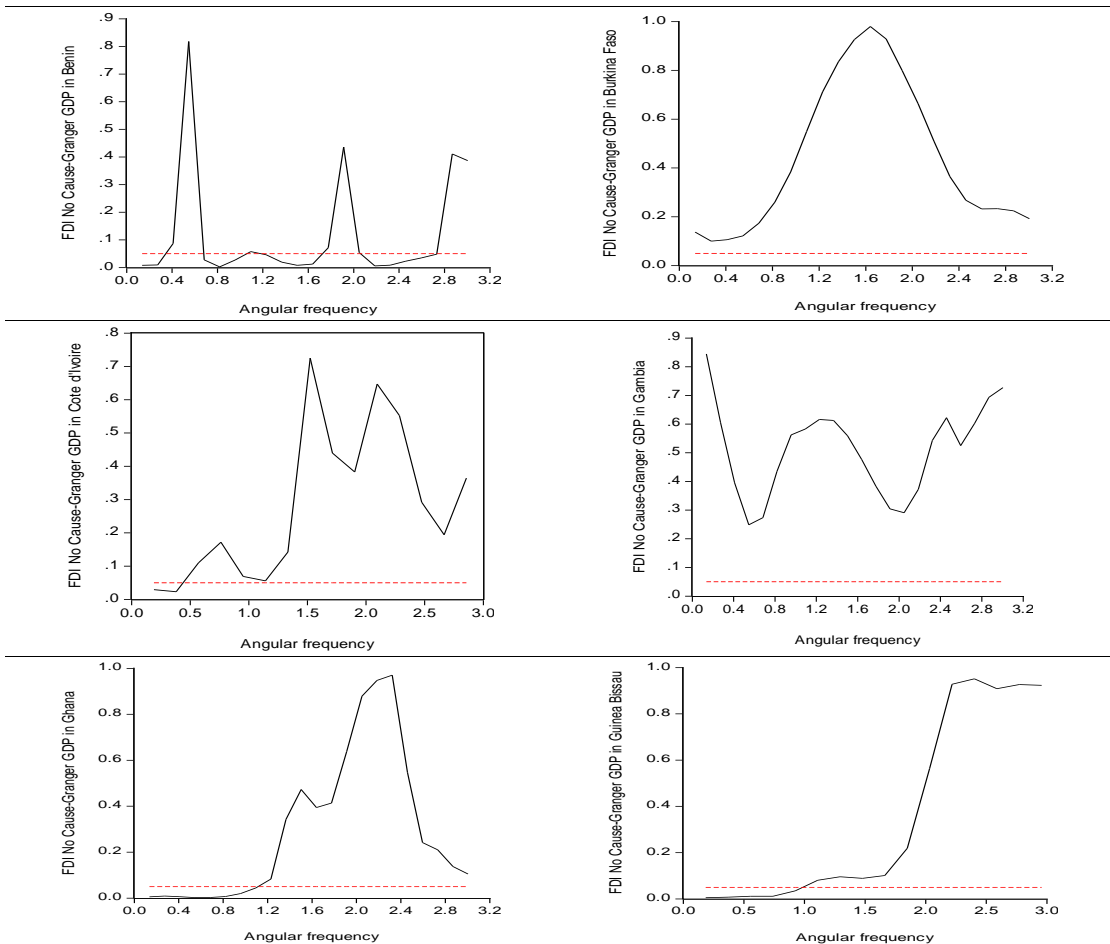 FDI No Cause-Granger GDP in Benin
.9
.8
.7
.6
.5
.4
.3
.2
.1
.0
0.0 0.4 0.8 1.2 1.6 2.0 2.4 2.8 3.2
Angular frequency
FDI No Cause-Granger GDP in Burkina Faso
1.0
0.8
0.6
0.4
0.2
0.0
0.0 0.4 0.8 1.2 1.6 2.0 2.4 2.8 3.2
Angular frequency
FDI No Cause-Granger GDP in Cote d'Ivoire
.8
.7
.6
.5
.4
.3
.2
.1
.0
0.0 0.5 1.0 1.5 2.0 2.5 3.0
Angular frequency
FDI No Cause-Granger GDP in Gambia
.9
.8
.7
.6
.5
.4
.3
.2
.1
.0
0.0 0.4 0.8 1.2 1.6 2.0 2.4 2.8 3.2
Angular frequency
FDI No Cause-Granger GDP in Ghana
1.0
0.8
0.6
0.4
0.2
0.0
0.0 0.4 0.8 1.2 1.6 2.0 2.4 2.8 3.2
Angular frequency
FDI No Cause-Granger GDP in Guinea Bissau
1.0
0.8
0.6
0.4
0.2
0.0
0.0 0.5 1.0 1.5 2.0 2.5 3.0
Angular frequency